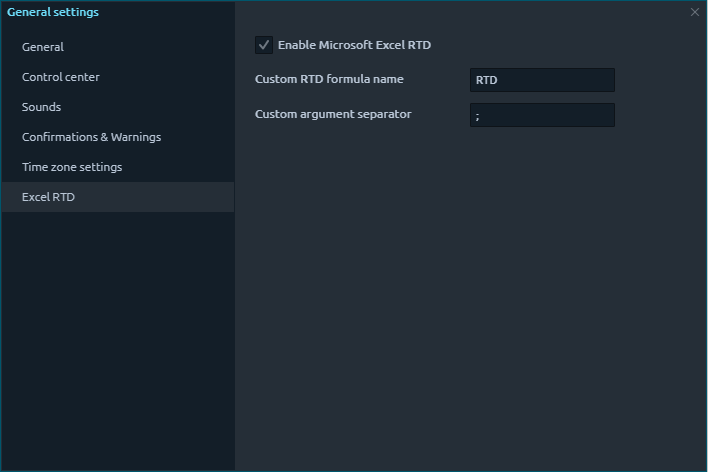 General settings
General
Control center
Sounds
Confirmations & Warnings
Time zone settings
Excel RTD
Enable Microsoft Excel RTD
Custom RTD formula name RTD
Custom argument separator ;